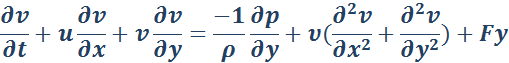 ∂v/∂t + u ∂v/∂x + v ∂v/∂y = −1/ρ ∂p/∂y + υ(∂²v/∂x² + ∂²v/∂y²) + Fy